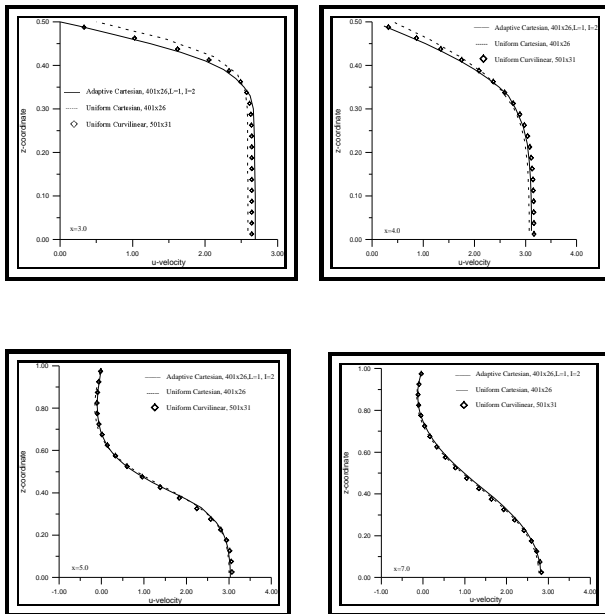 0.50
0.40
0.30
0.20
0.10
0.00
z-coordinate
Adaptive Cartesian, 401x26,L=1, I=2
Uniform Cartesian, 401x26
Uniform Curvilinear, 501x31
x=3.0
0.00 1.00 2.00 3.00
u-velocity
0.50
0.40
0.30
0.20
0.10
0.00
z-coordinate
Adaptive Cartesian, 401x26,L=1, I=2
Uniform Cartesian, 401x26
Uniform Curvilinear, 501x31
x=4.0
0.00 1.00 2.00 3.00 4.00
u-velocity
1.00
0.80
0.60
0.40
0.20
0.00
z-coordinate
Adaptive Cartesian, 401x26,L=1, I=2
Uniform Cartesian, 401x26
Uniform Curvilinear, 501x31
x=5.0
-1.00 0.00 1.00 2.00 3.00 4.00
u-velocity
1.00
0.80
0.60
0.40
0.20
0.00
z-coordinate
Adaptive Cartesian, 401x26,L=1, I=2
Uniform Cartesian, 401x26
Uniform Curvilinear, 501x31
x=7.0
-1.00 0.00 1.00 2.00 3.00 4.00
u-velocity